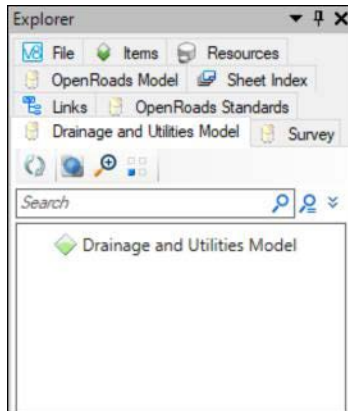 Explorer
File Items Resources
OpenRoads Model Sheet Index
Links OpenRoads Standards
Drainage and Utilities Model Survey
Search
Drainage and Utilities Model